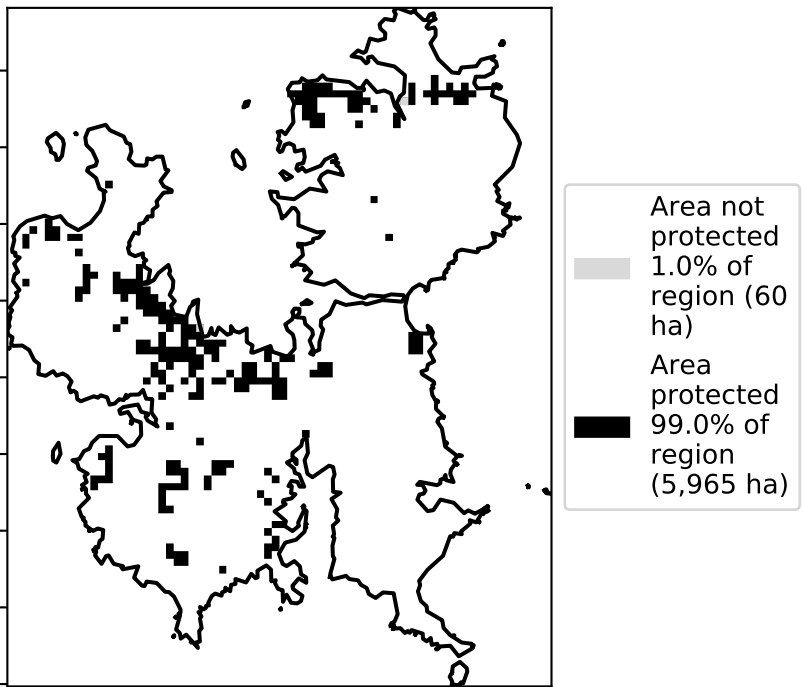 Area not
protected
1.0% of
region (60
ha)
Area
protected
99.0% of
region
(5,965 ha)